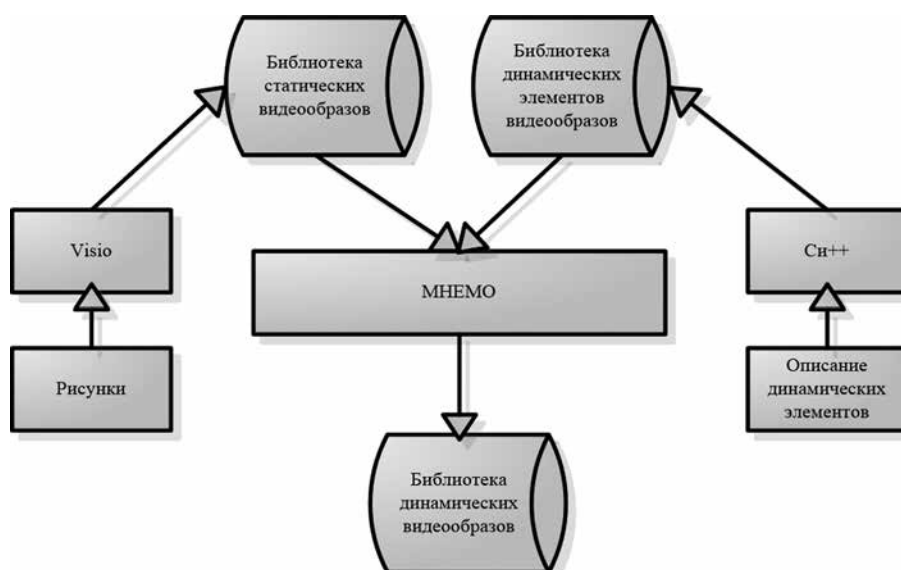 Библиотека
статических
видеообразов
Библиотека
динамических
элементов
видеообразов
Visio
МНЕМО
Си++
Рисунки
Описание
динамических
элементов
Библиотека
динамических
видеообразов